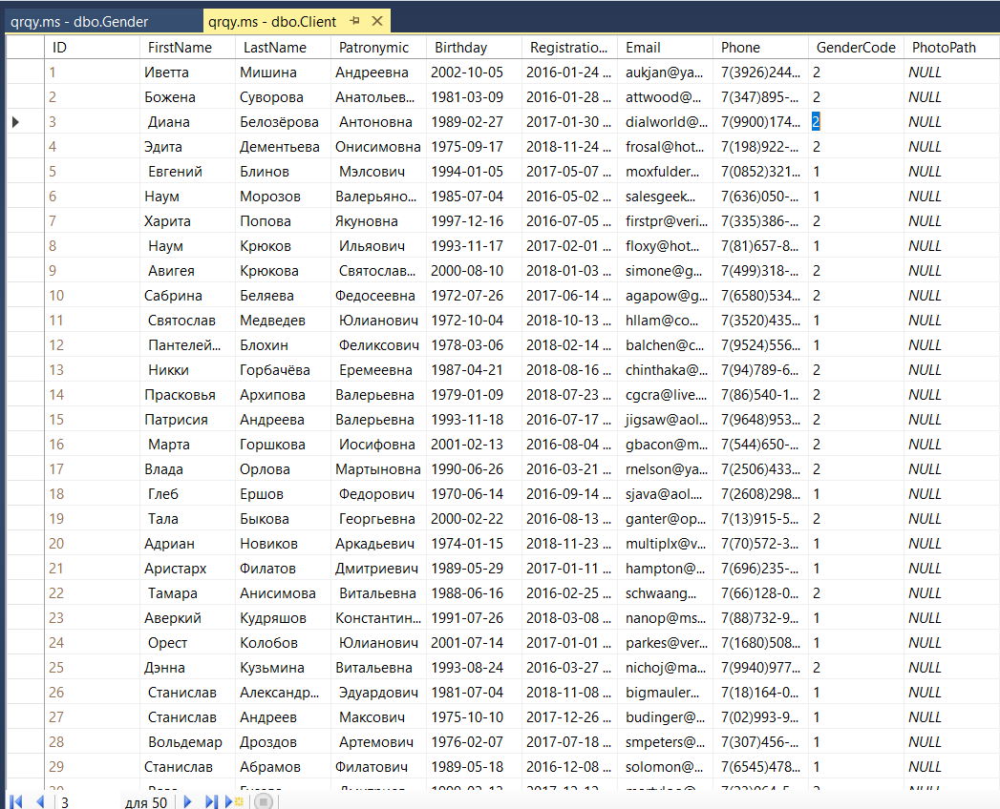 qrqy.ms - dbo.Gender qrqy.ms - dbo.Client
ID FirstName LastName Patronymic Birthday Registratio... Email Phone GenderCode PhotoPath
1 Иветта Мишина Андреевна 2002-10-05 2016-01-24 ... aukjan@ya... 7(3926)244... 2 NULL
2 Божена Суворова Анатольев... 1981-03-09 2016-01-28 ... attwood@... 7(347)895-... 2 NULL
3 Диана Белозёрова Антоновна 1989-02-27 2017-01-30 ... dialworld@... 7(9900)174... 2 NULL
4 Эдита Дементьева Онисимовна 1975-09-17 2018-11-24 ... frosal@hot... 7(198)922-... 2 NULL
5 Евгений Блинов Мэлсович 1994-01-05 2017-05-07 ... moxfulder... 7(0852)321... 1 NULL
6 Наум Морозов Валерьяно... 1985-07-04 2016-05-02 ... salesgeek... 7(636)050-... 1 NULL
7 Харита Попова Якуновна 1997-12-16 2016-07-05 ... firstpr@veri... 7(335)386-... 2 NULL
8 Наум Крюков Ильяович 1993-11-17 2017-02-01 ... floxy@hot... 7(81)657-8... 1 NULL
9 Авигея Крюкова Святослав... 2000-08-10 2018-01-03 ... simone@g... 7(499)318-... 2 NULL
10 Сабрина Беляева Федосеевна 1972-07-26 2017-06-14 ... agapow@g... 7(6580)534... 2 NULL
11 Святослав Медведев Юлианович 1972-10-04 2018-10-13 ... hllam@co... 7(3520)435... 1 NULL
12 Пантелей... Блохин Феликсович 1978-03-06 2018-02-14 ... balchen@c... 7(9524)556... 1 NULL
13 Никки Горбачёва Еремеевна 1987-04-21 2018-08-16 ... chinthaka@... 7(94)789-6... 2 NULL
14 Прасковья Архипова Валерьевна 1979-01-09 2018-07-23 ... cgcra@live.... 7(86)540-1... 2 NULL
15 Патрисия Андреева Валерьевна 1993-11-18 2016-07-17 ... jigsaw@aol... 7(9648)953... 2 NULL
16 Марта Горшкова Иосифовна 2001-02-13 2016-08-04 ... gbacon@m... 7(544)650-... 2 NULL
17 Влада Орлова Мартыновна 1990-06-26 2016-03-21 ... rnelson@ya... 7(2506)433... 2 NULL
18 Глеб Ершов Федорович 1970-06-14 2016-09-14 ... sjava@aol.... 7(2608)298... 1 NULL
19 Тала Быкова Георгьевна 2000-02-22 2016-08-13 ... ganter@op... 7(13)915-5... 2 NULL
20 Адриан Новиков Аркадьевич 1974-01-15 2018-11-23 ... multiplx@v... 7(70)572-3... 1 NULL
21 Аристарх Филатов Дмитриевич 1989-05-29 2017-01-11 ... hampton@... 7(696)235-... 1 NULL
22 Тамара Анисимова Витальевна 1988-06-16 2016-02-25 ... schwaang... 7(66)128-0... 2 NULL
23 Аверкий Кудряшов Константин... 1991-07-26 2018-03-08 ... nanop@ms... 7(88)732-9... 1 NULL
24 Орест Колобов Юлианович 2001-07-14 2017-01-01 ... parkes@ver... 7(1680)508... 1 NULL
25 Дэнна Кузьмина Витальевна 1993-08-24 2016-03-27 ... nichoj@ma... 7(9940)977... 2 NULL
26 Станислав Александр... Эдуардович 1981-07-04 2018-11-08 ... bigmauler... 7(18)164-0... 1 NULL
27 Станислав Андреев Максович 1975-10-10 2017-12-26 ... budinger@... 7(02)993-9... 1 NULL
28 Вольдемар Дроздов Артемович 1976-02-07 2017-07-18 ... smpeters@... 7(307)456-... 1 NULL
29 Станислав Абрамов Филатович 1989-05-18 2016-12-08 ... solomon@... 7(6545)478... 1 NULL
3 для 50